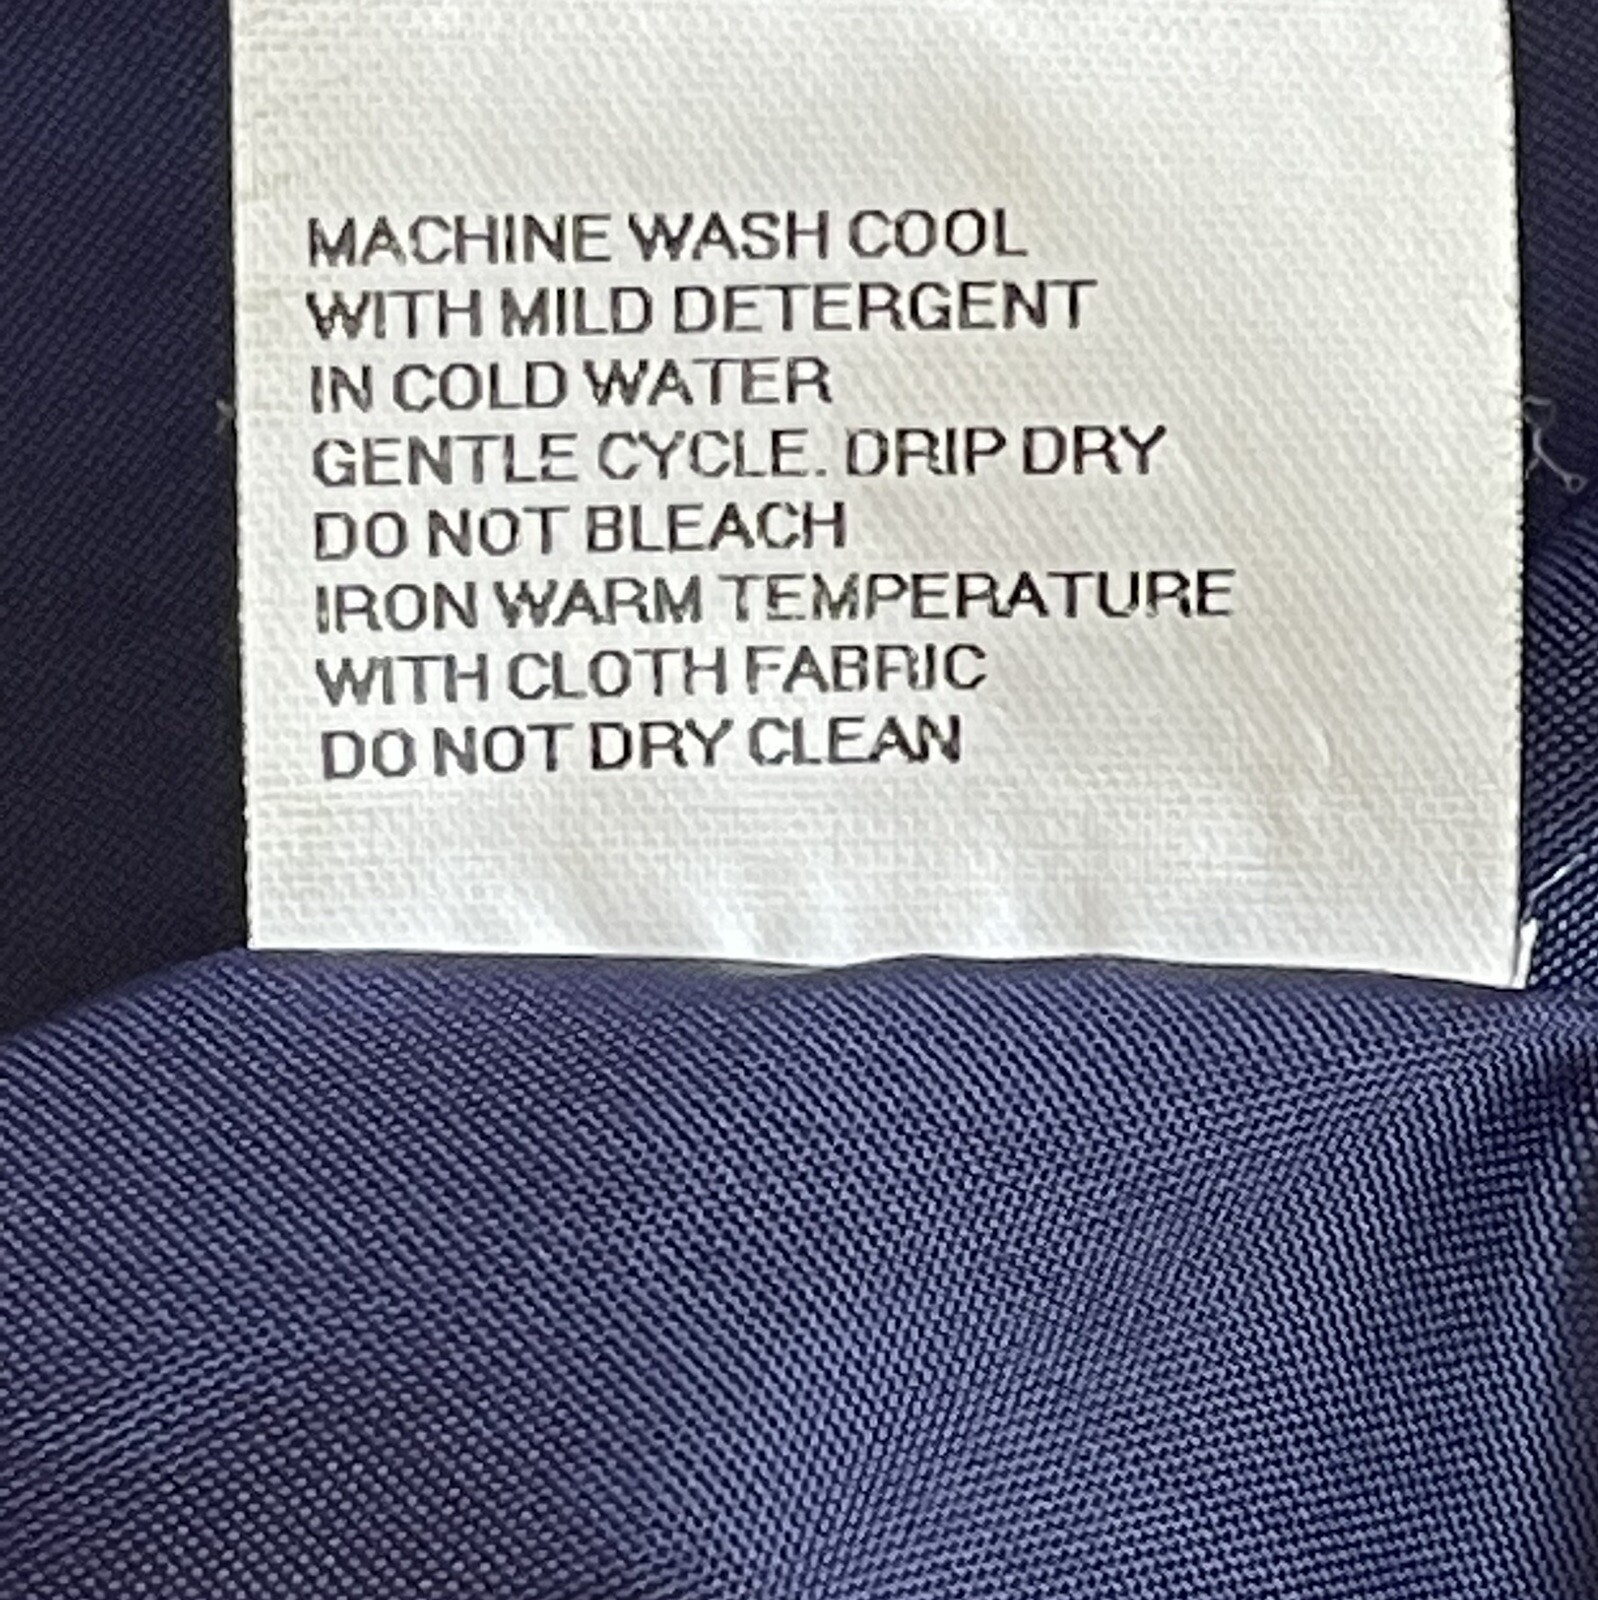 MACHINE WASH COOL
WITH MILD DETERGENT
IN COLD WATER
GENTLE CYCLE. DRIP DRY
DO NOT BLEACH
IRON WARM TEMPERATURE
WITH CLOTH FABRIC
DO NOT DRY CLEAN